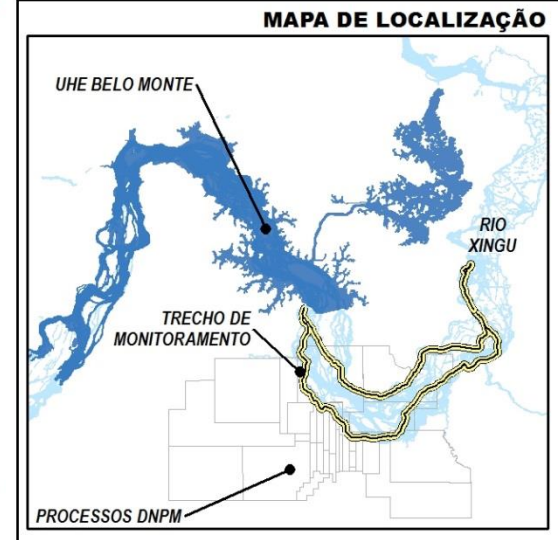 MAPA DE LOCALIZAÇÃO
UHE BELO MONTE
RIO
XINGU
TRECHO DE
MONITORAMENTO
PROCESSOS DNPM